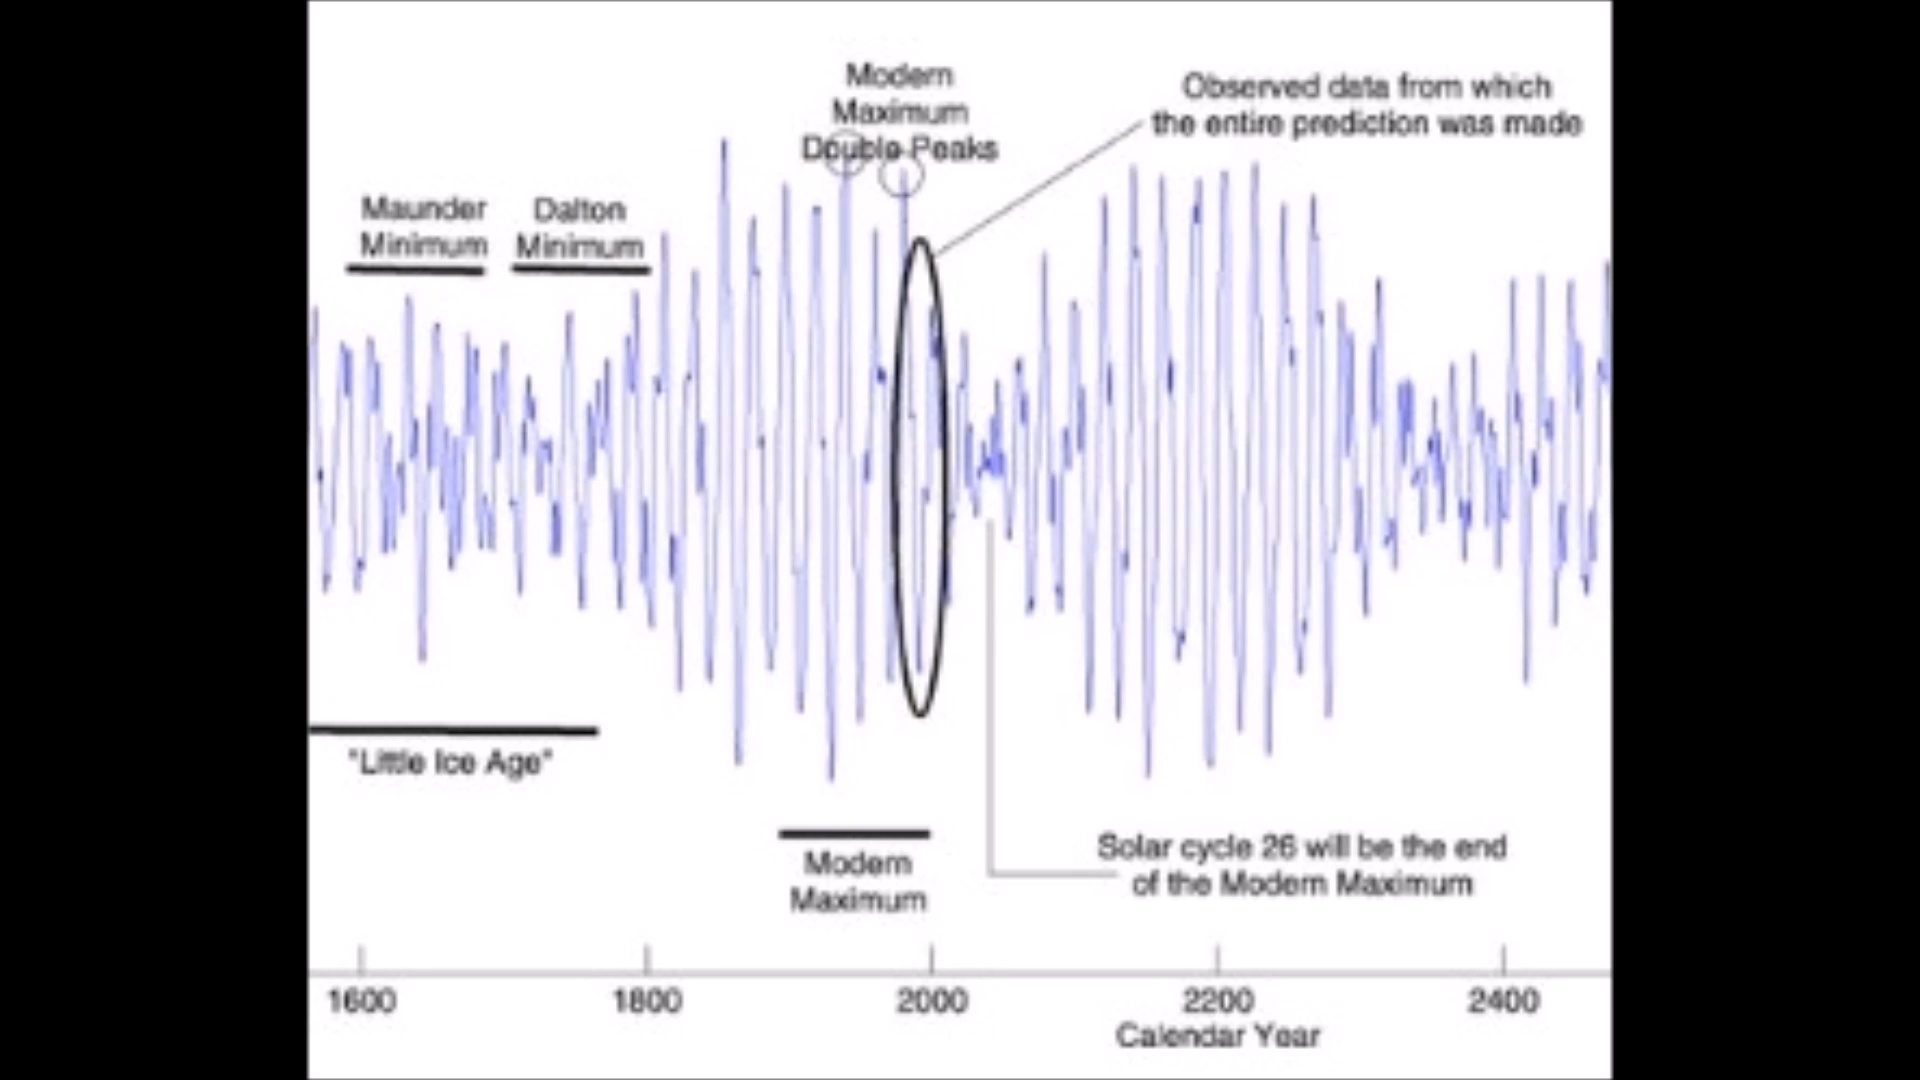 Modern
Maximum
Double Peaks
Observed data from which
the entire prediction was made
Maunder
Minimum
Dalton
Minimum
"Little Ice Age"
Modern
Maximum
Solar cycle 26 will be the end
of the Modern Maximum
1600
1800
2000
2200
2400
Calendar Year